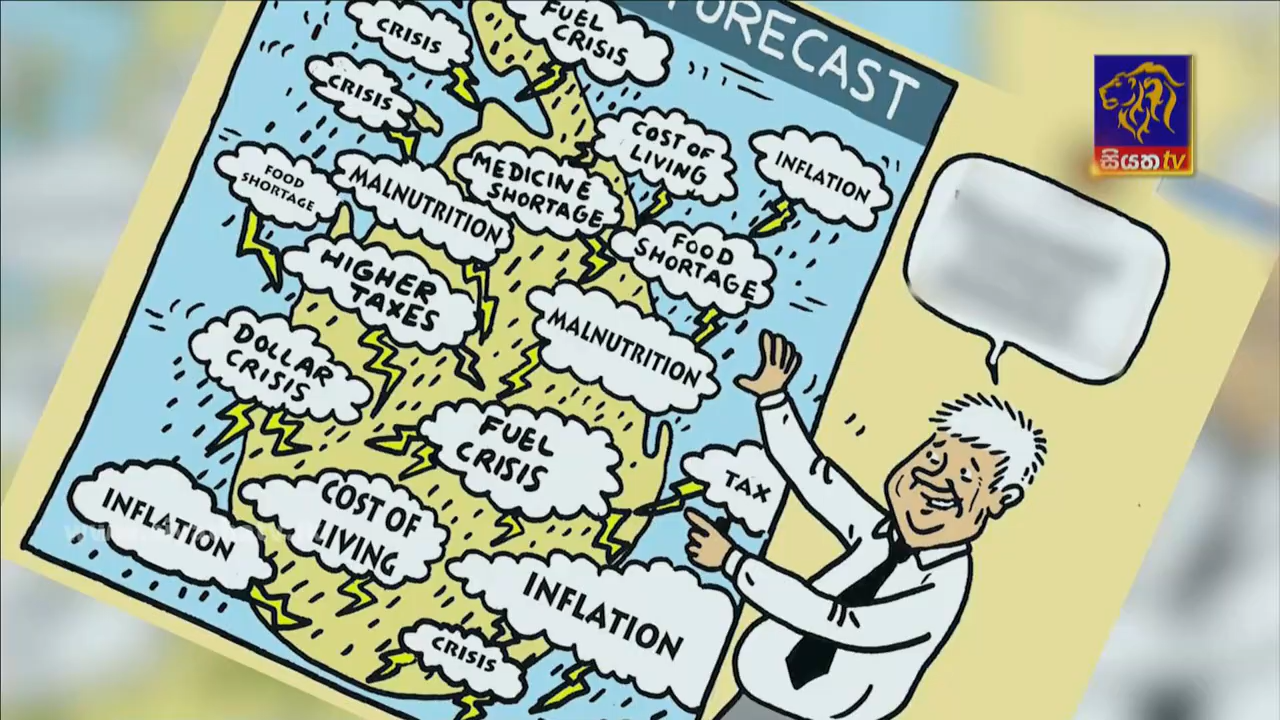 FORECAST
CRISIS
FUEL
CRISIS
CRISIS
COST OF
LIVING
INFLATION
FOOD
SHORTAGE
MALNUTRITION
MEDICINE
SHORTAGE
FOOD
SHORTAGE
HIGHER
TAXES
MALNUTRITION
DOLLAR
CRISIS
FUEL
CRISIS
TAX
INFLATION
COST OF
LIVING
INFLATION
CRISIS
සියත tv